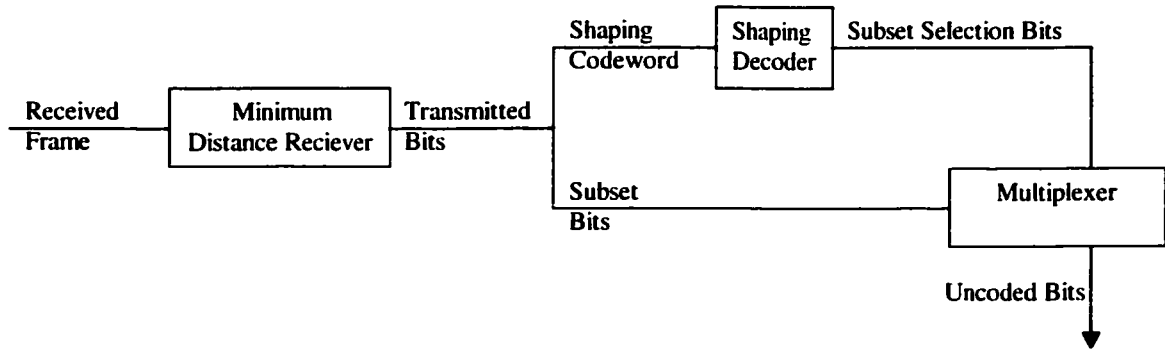 Received
Frame
Minimum
Distance Reciever
Transmitted
Bits
Shaping
Codeword
Shaping
Decoder
Subset Selection Bits
Subset
Bits
Multiplexer
Uncoded Bits